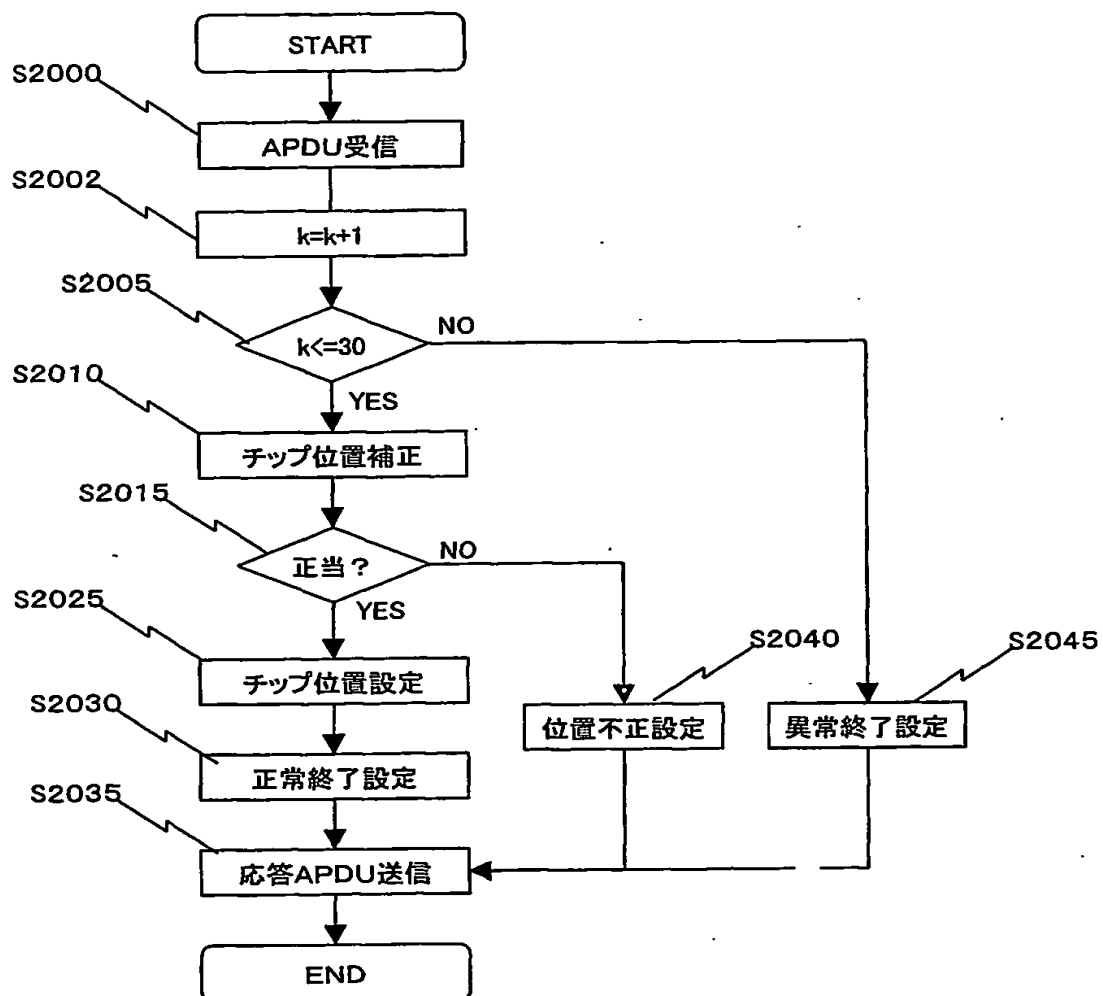 START
S2000
APDU受信
S2002
k=k+1
S2005
k<=30
NO
S2010
YES
チップ位置補正
S2015
正当?
NO
S2025
YES
チップ位置設定
S2040
S2045
S2030
位置不正設定
異常終了設定
正常終了設定
S2035
応答APDU送信
END